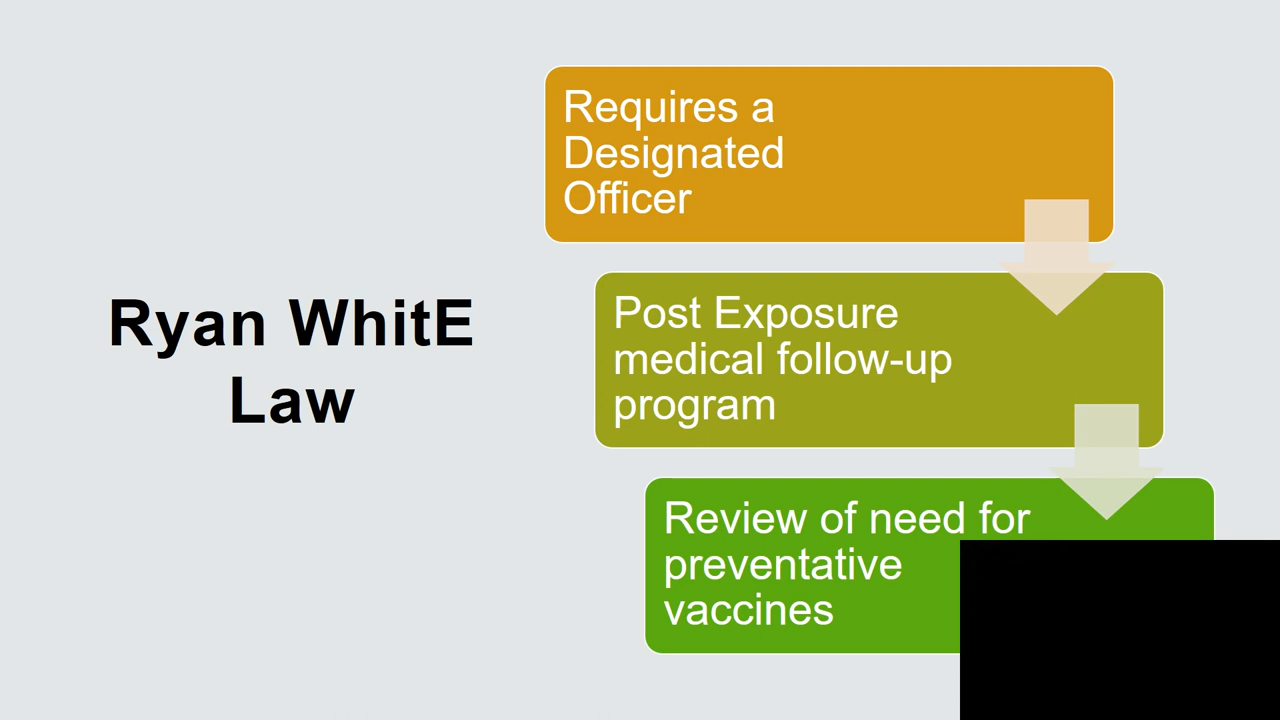 Ryan WhitE
Law
Requires a
Designated
Officer
Post Exposure
medical follow-up
program
Review of need for
preventative
vaccines